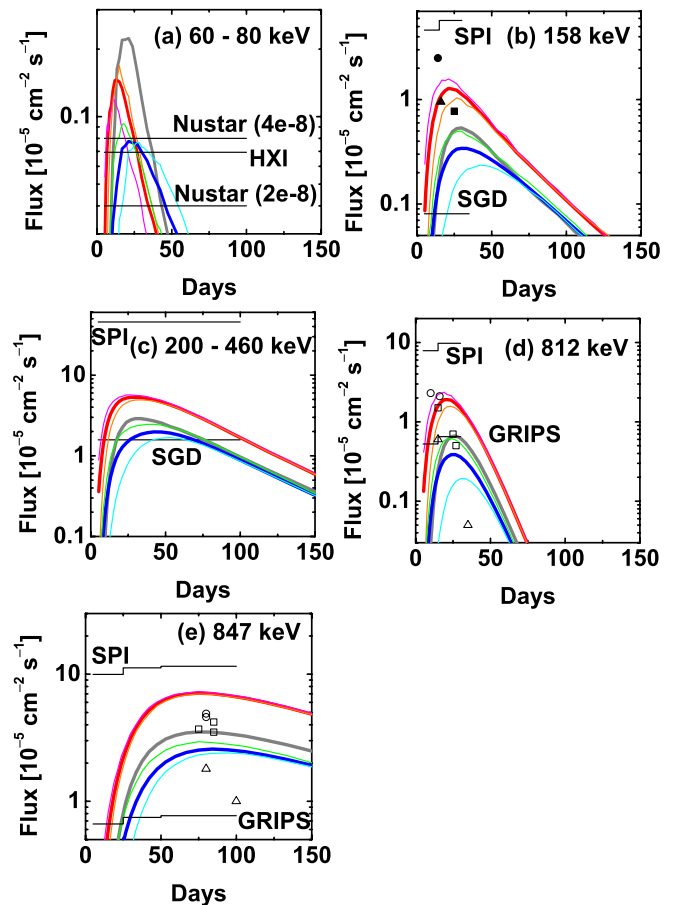 (a) 60 - 80 keV
Flux [10⁻⁵ cm⁻² s⁻¹]
0.1
Nustar (4e-8)
HXI
Nustar (2e-8)
0 50 100 150
Days
(b) 158 keV
SPI
Flux [10⁻⁵ cm⁻² s⁻¹]
10
1
0.1
SGD
0 50 100 150
Days
(c) 200 - 460 keV
SPI
Flux [10⁻⁵ cm⁻² s⁻¹]
10
1
0.1
SGD
0 50 100 150
Days
(d) 812 keV
SPI
Flux [10⁻⁵ cm⁻² s⁻¹]
10
1
0.1
GRIPS
0 50 100 150
Days
(e) 847 keV
SPI
Flux [10⁻⁵ cm⁻² s⁻¹]
10
1
GRIPS
0 50 100 150
Days